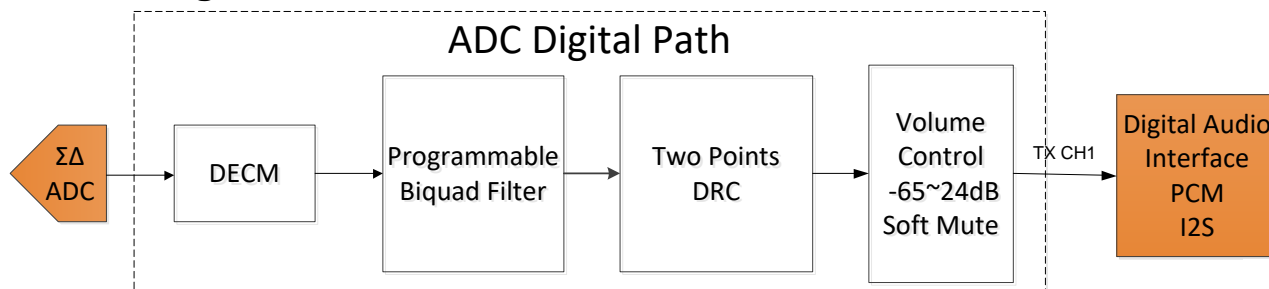 ADC Digital Path
ΣΔ
ADC
DECM
Programmable
Biquad Filter
Two Points
DRC
Volume
Control
-65~24dB
Soft Mute
TX CH1
Digital Audio
Interface
PCM
I2S